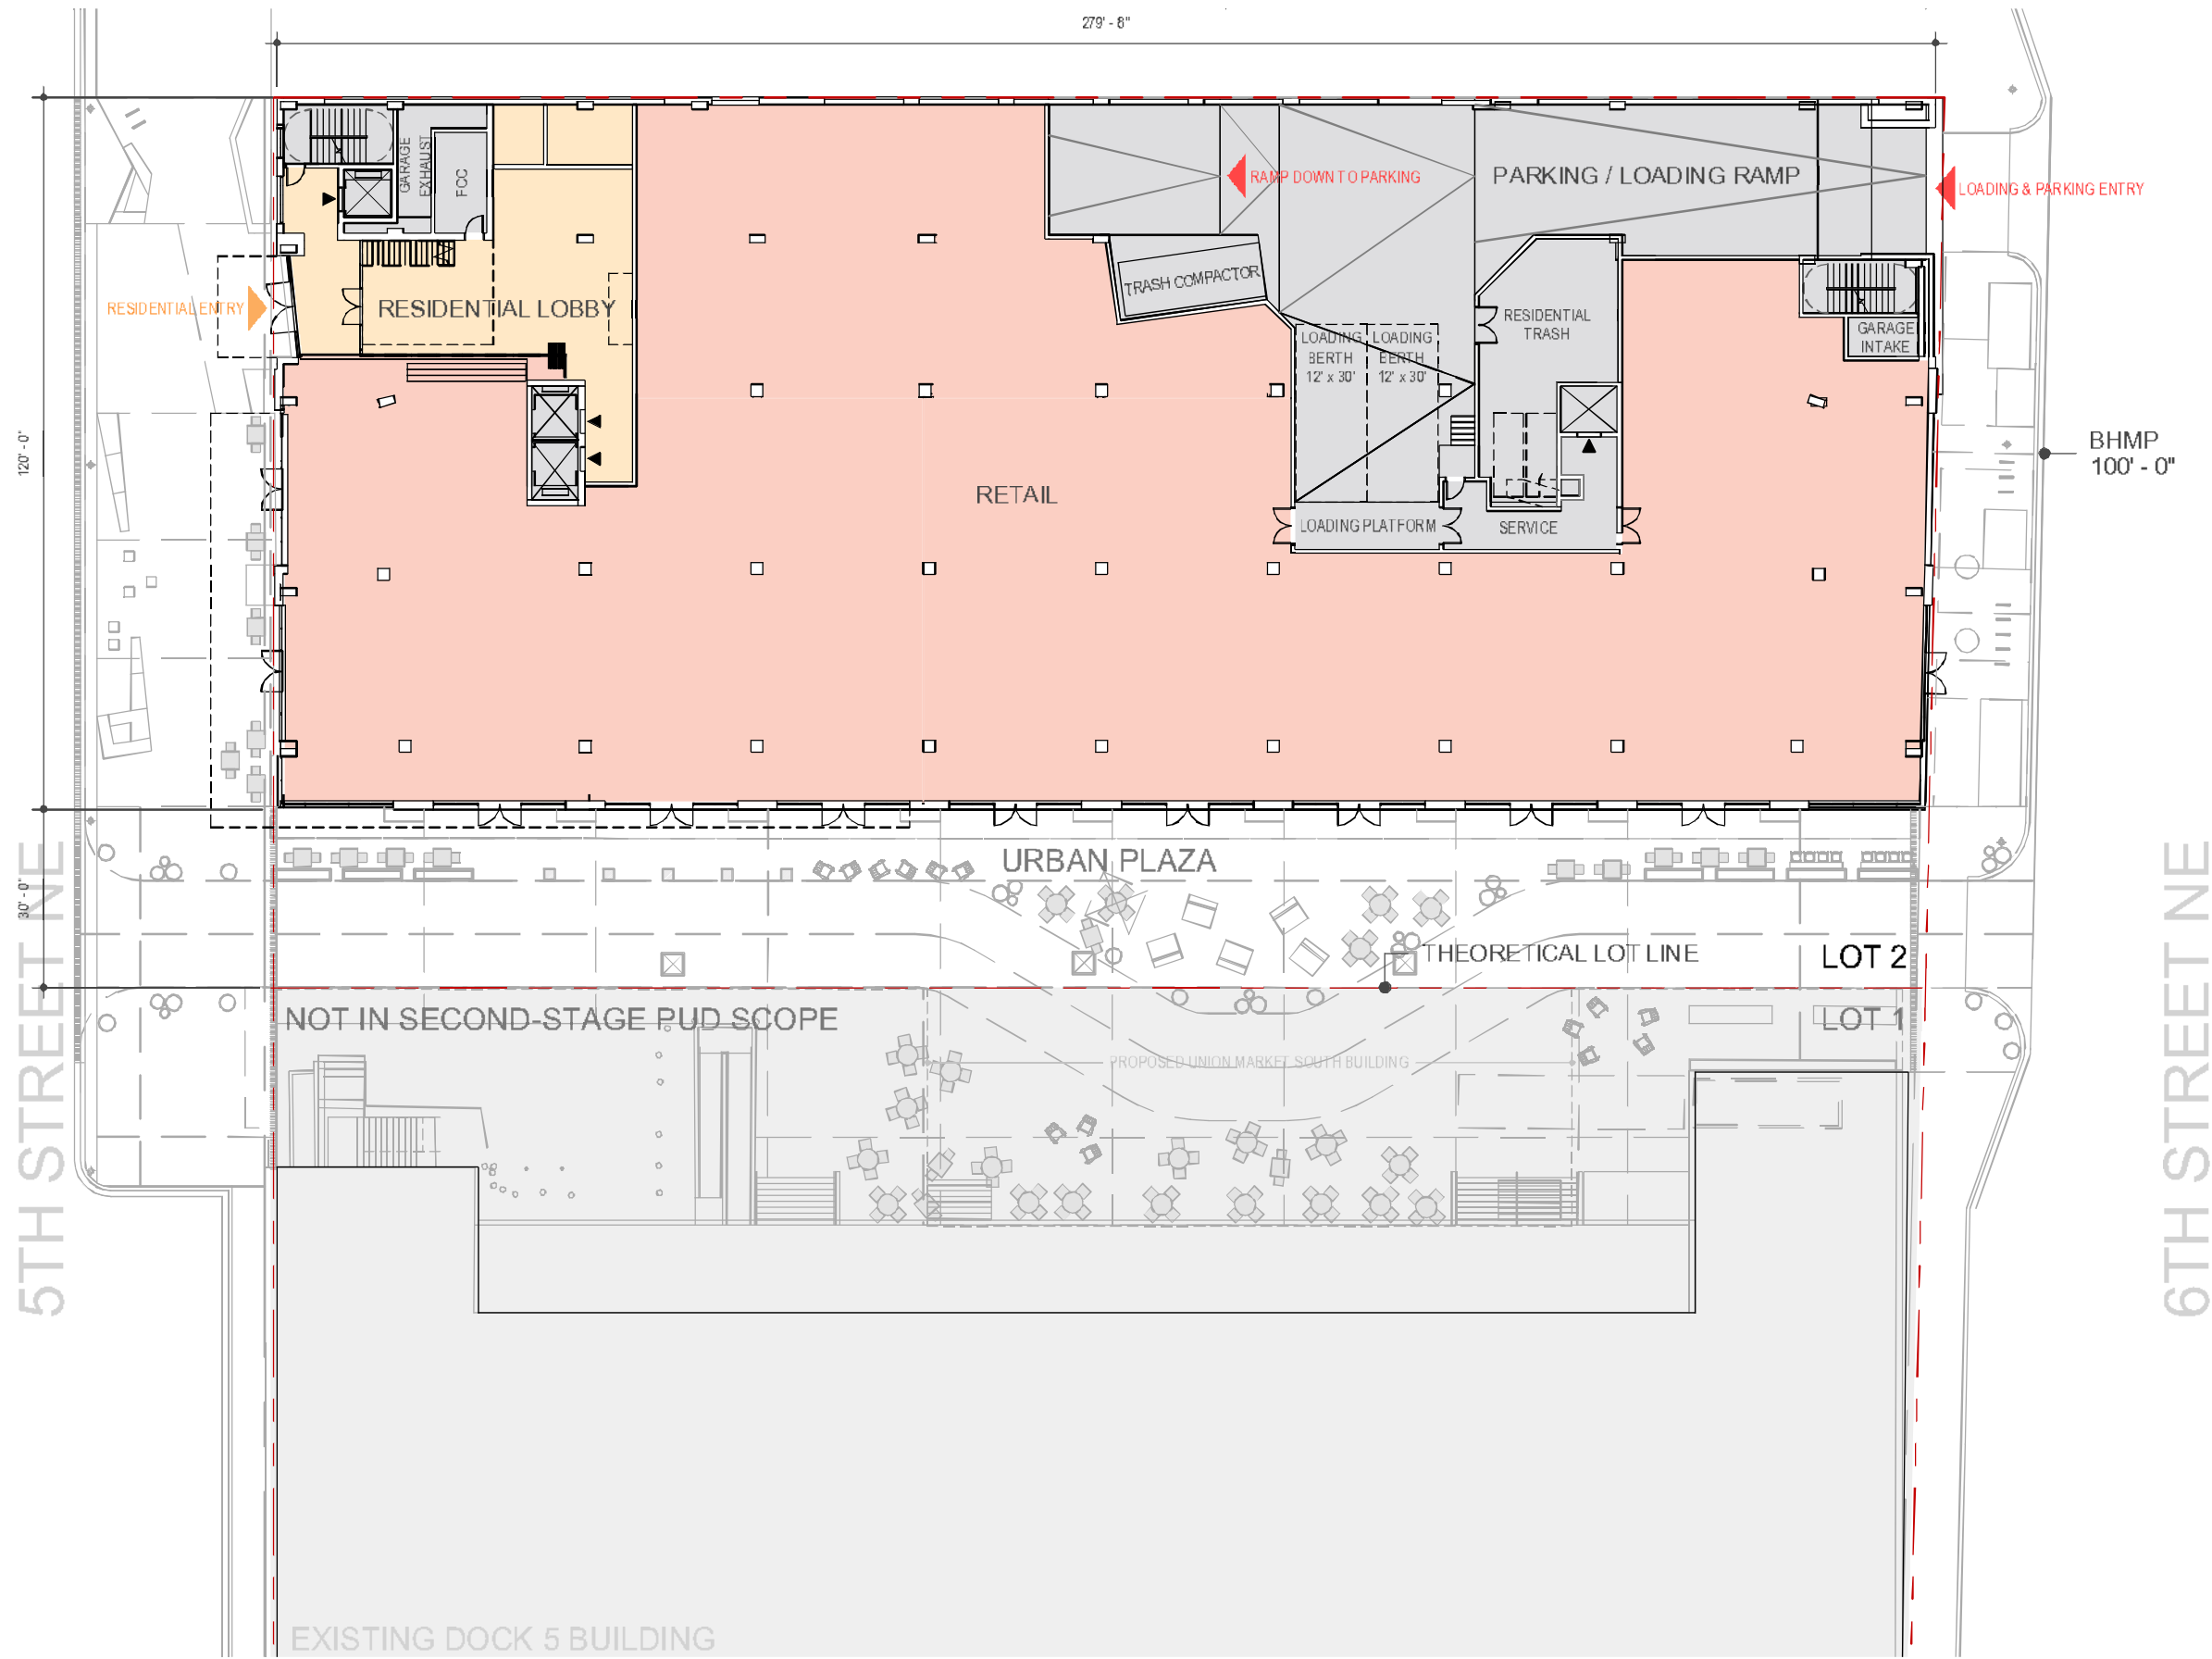 279' - 8"
GARAGE
EXHAUST
FCC
RAMP DOWN TO PARKING
PARKING / LOADING RAMP
LOADING & PARKING ENTRY
TRASH COMPACTOR
RESIDENTIAL ENTRY
RESIDENTIAL LOBBY
RESIDENTIAL
TRASH
GARAGE
INTAKE
LOADING
BERTH
12' x 30'
LOADING
BERTH
12' x 30'
120' - 0"
BHMP
100' - 0"
RETAIL
LOADING PLATFORM
SERVICE
URBAN PLAZA
30' - 0"
THEORETICAL LOT LINE
LOT 2
NOT IN SECOND-STAGE PUD SCOPE
LOT 1
PROPOSED UNION MARKET SOUTH BUILDING
5TH STREET NE
6TH STREET NE
EXISTING DOCK 5 BUILDING